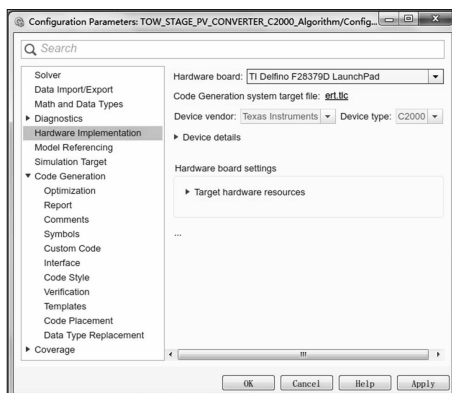 Configuration Parameters: TOW_STAGE_PV_CONVERTER_C2000_Algorithm/Config...
Search
Solver
Data Import/Export
Math and Data Types
Diagnostics
Hardware Implementation
Model Referencing
Simulation Target
Code Generation
Optimization
Report
Comments
Symbols
Custom Code
Interface
Code Style
Verification
Templates
Code Placement
Data Type Replacement
Coverage
Hardware board: TI Delfino F28379D LaunchPad
Code Generation system target file: ert.tlc
Device vendor: Texas Instruments Device type: C2000
Device details
Hardware board settings
Target hardware resources
...
OK Cancel Help Apply